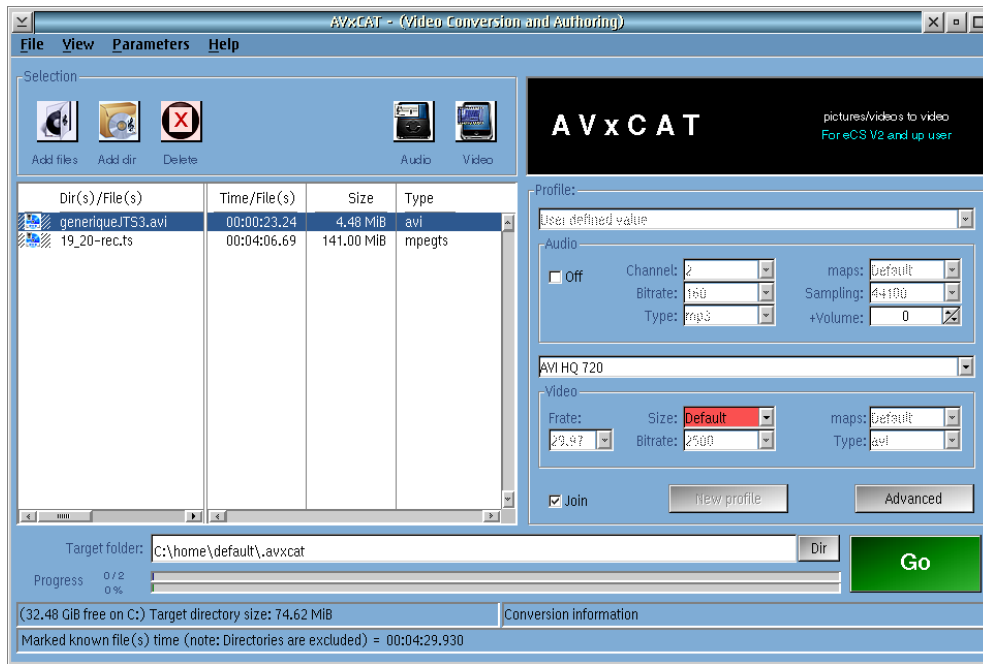 AVxCAT - (Video Conversion and Authoring)
File View Parameters Help
Selection
Add files Add dir Delete Audio Video
AVxCAT
pictures/videos to video
For eCS V2 and up user
Dir(s)/File(s) Time/File(s) Size Type
generiqueJTS3.avi 00:00:23.24 4.48 MiB avi
19_20-rec.ts 00:04:06.69 141.00 MiB mpegts
Profile:
User defined value
Audio
Off Channel: 2 maps: Default
Bitrate: 160 Sampling: 44100
Type: mp3 +Volume: 0
AVI HQ 720
Video
Frate: Size: Default maps: Default
29.97 Bitrate: 2500 Type: avi
Join New profile Advanced
Target folder: C:\home\default\.avxcat Dir Go
Progress 0/2
0 %
(32.48 GiB free on C:) Target directory size: 74.62 MiB Conversion information
Marked known file(s) time (note: Directories are excluded) = 00:04:29.930